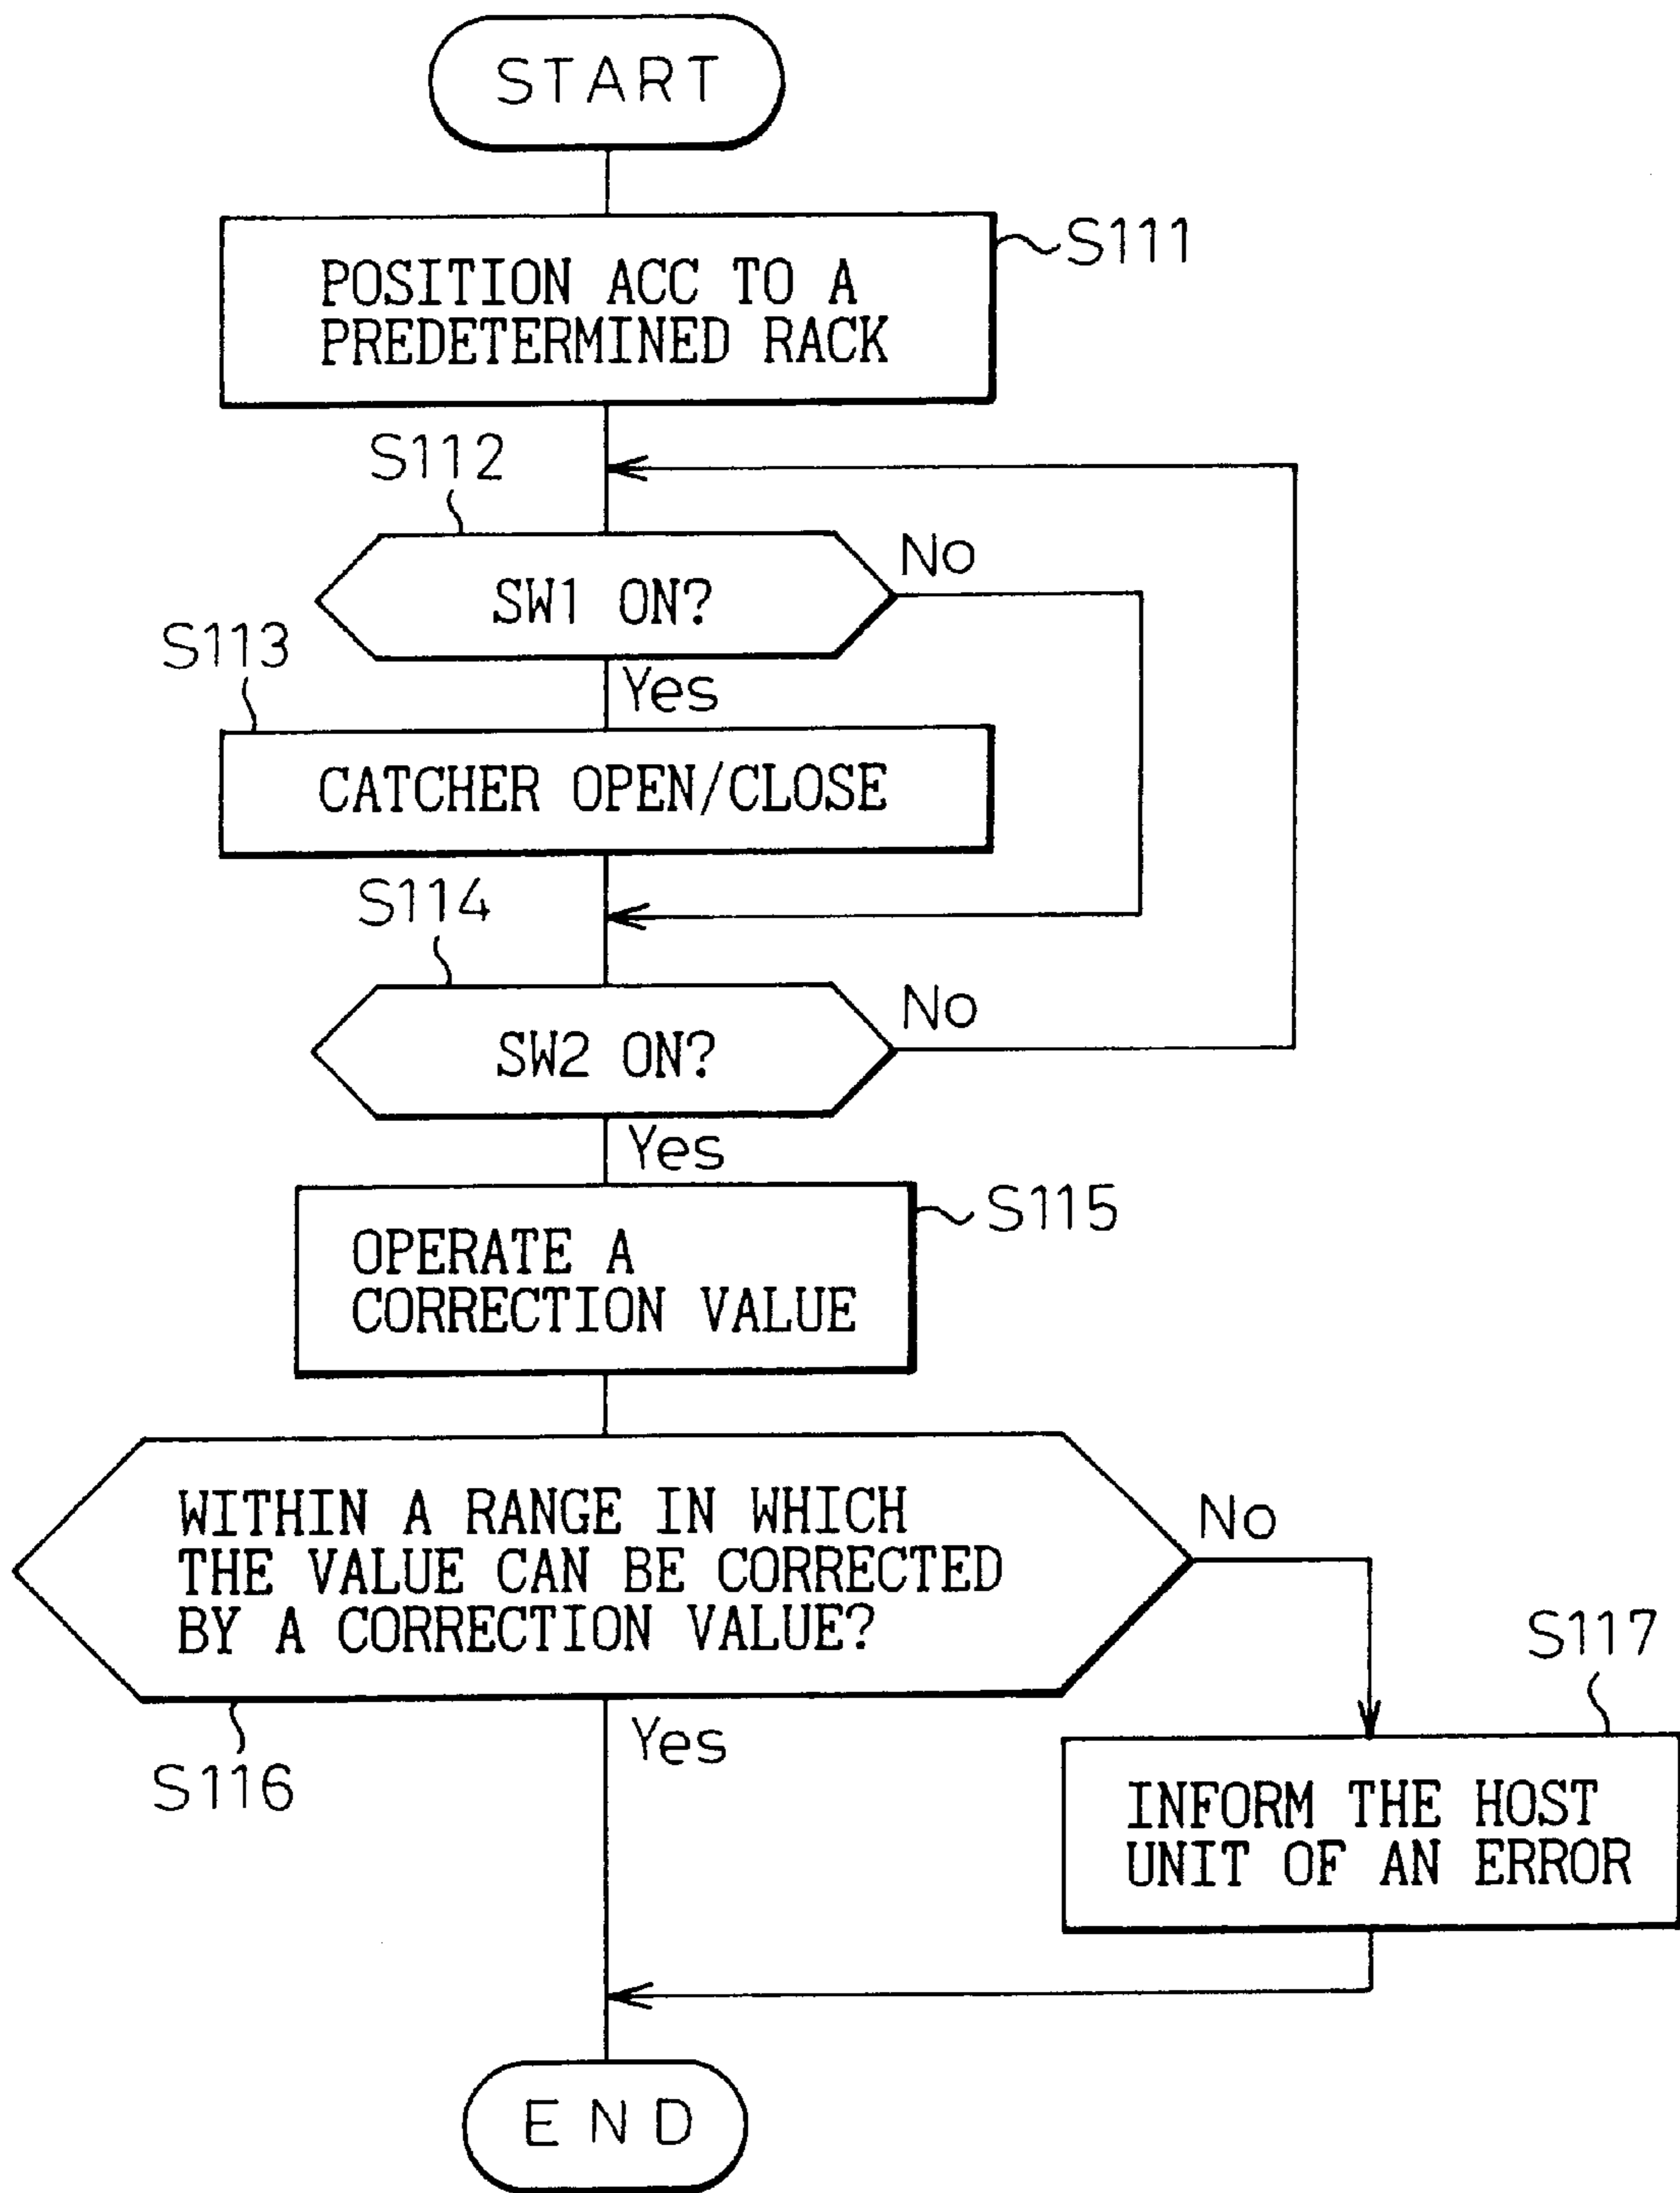 START
S111
POSITION ACC TO A
PREDETERMINED RACK
S112
SW1 ON?
No
Yes
S113
CATCHER OPEN/CLOSE
S114
SW2 ON?
No
Yes
S115
OPERATE A
CORRECTION VALUE
WITHIN A RANGE IN WHICH
THE VALUE CAN BE CORRECTED
BY A CORRECTION VALUE?
No
S116
Yes
S117
INFORM THE HOST
UNIT OF AN ERROR
END